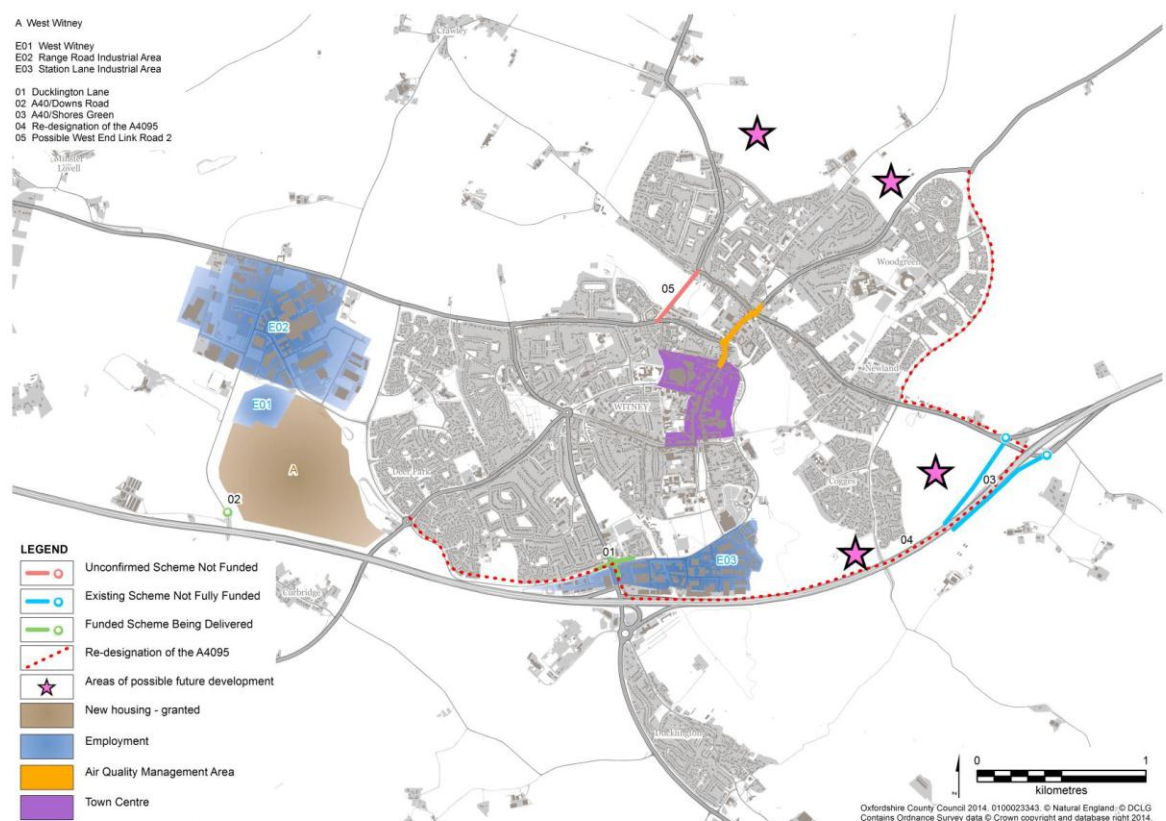 A West Witney
E01 West Witney
E02 Range Road Industrial Area
E03 Station Lane Industrial Area
01 Ducklington Lane
02 A40/Downs Road
03 A40/Shores Green
04 Re-designation of the A4095
05 Possible West End Link Road 2
Crawley
Minster
Lovell
Woodgreen
05
E02
Newland
E01
WITNEY
A
Deer Park
Cogges
03
02
04
01
E03
Curbridge
Ducklington
LEGEND
Unconfirmed Scheme Not Funded
Existing Scheme Not Fully Funded
Funded Scheme Being Delivered
Re-designation of the A4095
Areas of possible future development
New housing - granted
Employment
Air Quality Management Area
Town Centre
0 1
kilometres
Oxfordshire County Council 2014. 0100023343. © Natural England. © DCLG
Contains Ordnance Survey data © Crown copyright and database right 2014.